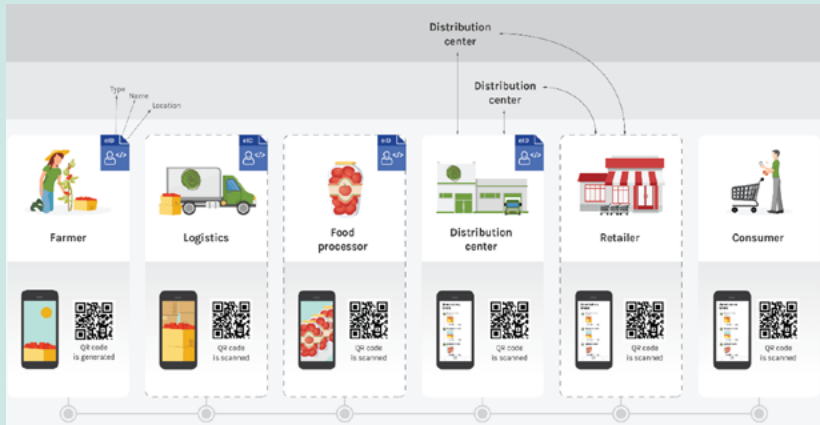 Distribution
center
Distribution
center
Type
Name
Location
eID
</>
eID
</>
eID
</>
eID
</>
Farmer
Logistics
Food
processor
Distribution
center
Retailer
Consumer
QR code
is generated
QR code
is scanned
QR code
is scanned
QR code
is scanned
QR code
is scanned
QR code
is scanned